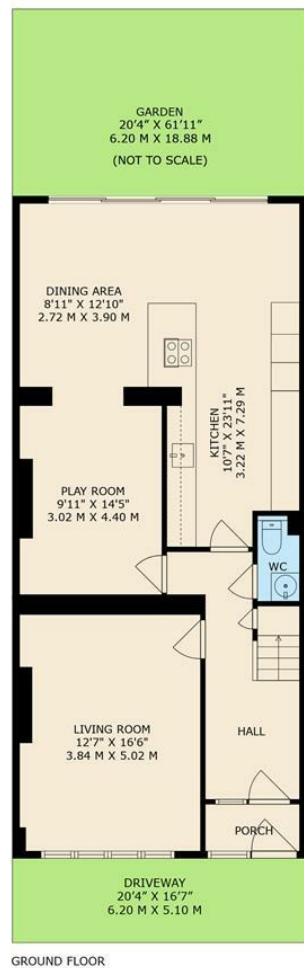 GARDEN
20'4" X 61'11"
6.20 M X 18.88 M
(NOT TO SCALE)
DINING AREA
8'11" X 12'10"
2.72 M X 3.90 M
KITCHEN
10'7" X 23'11"
3.22 M X 7.29 M
PLAY ROOM
9'11" X 14'5"
3.02 M X 4.40 M
WC
LIVING ROOM
12'7" X 16'6"
3.84 M X 5.02 M
HALL
PORCH
DRIVEWAY
20'4" X 16'7"
6.20 M X 5.10 M
GROUND FLOOR